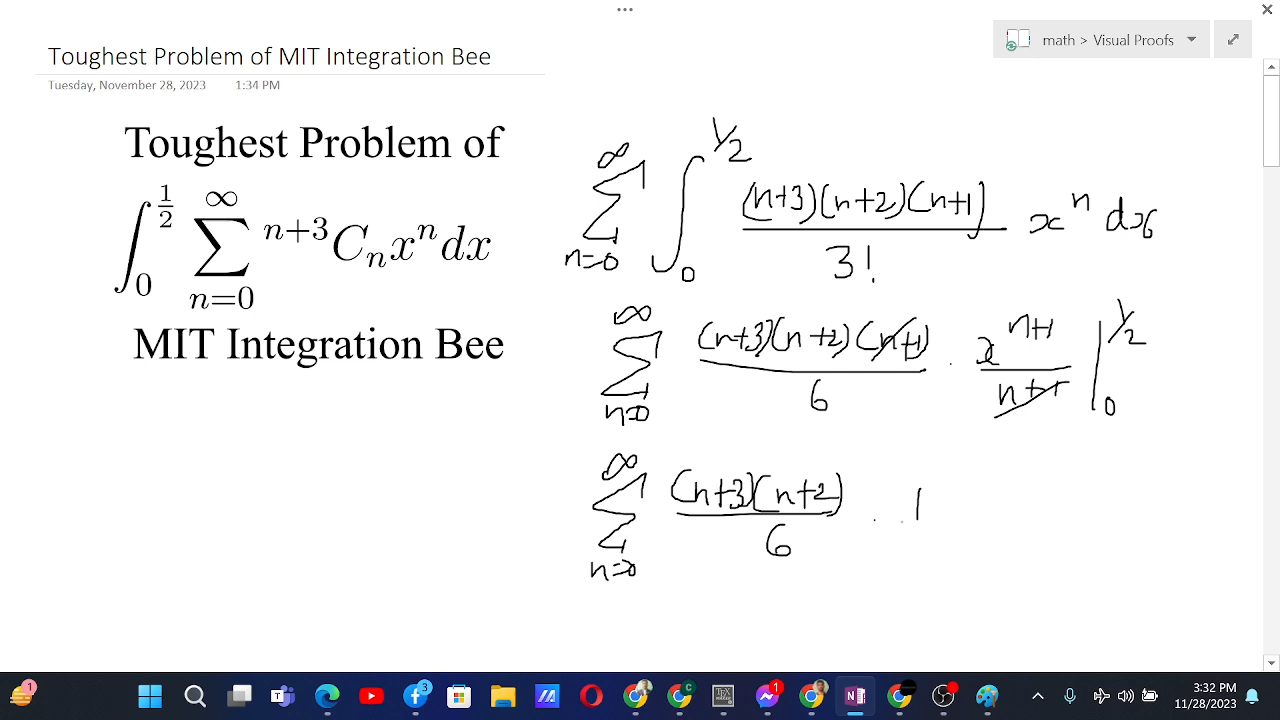 Toughest Problem of MIT Integration Bee
math > Visual Proofs
Tuesday, November 28, 2023 1:34 PM
Toughest Problem of
∫_0^{1/2} ∑_{n=0}^{∞} ^{n+3}C_n x^n dx
MIT Integration Bee
∑_{n=0}^{∞} ∫_0^{1/2} (n+3)(n+2)(n+1)/3! x^n dx
∑_{n=0}^{∞} (n+3)(n+2)(n+1)/6 · x^{n+1}/(n+1) |_0^{1/2}
∑_{n=0}^{∞} (n+3)(n+2)/6 · 1
3:32 PM
11/28/2023